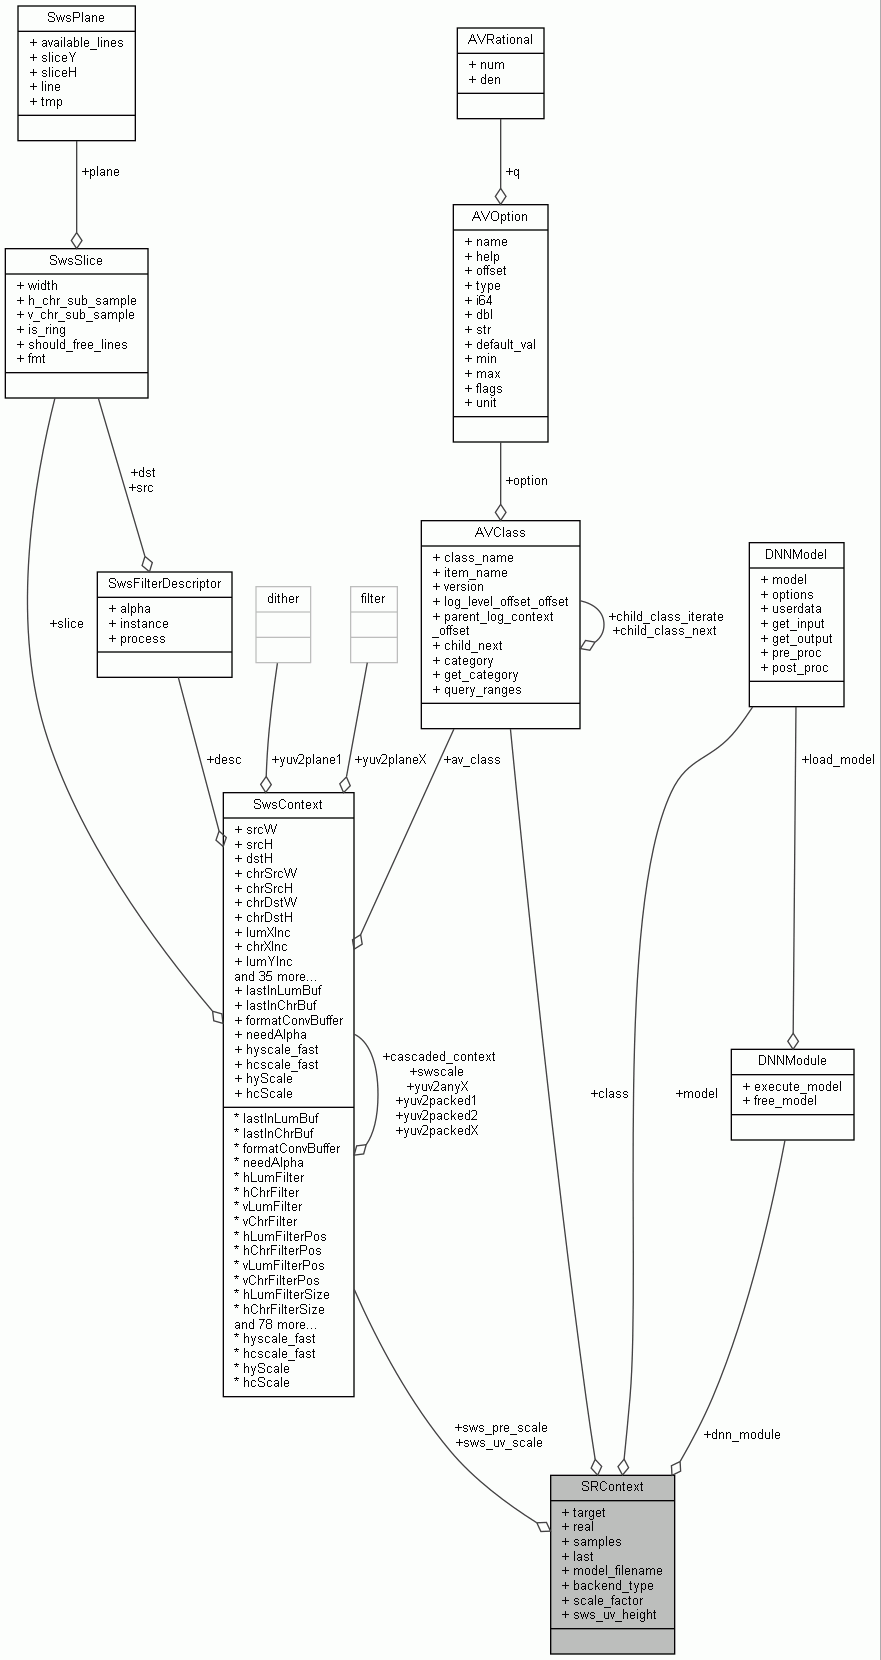 SwsPlane
+ available_lines
+ sliceY
+ sliceH
+ line
+ tmp
AVRational
+ num
+ den
+plane
+q
AVOption
+ name
+ help
+ offset
+ type
+ i64
+ dbl
+ str
+ default_val
+ min
+ max
+ flags
+ unit
SwsSlice
+ width
+ h_chr_sub_sample
+ v_chr_sub_sample
+ is_ring
+ should_free_lines
+ fmt
+dst
+src
+option
AVClass
+ class_name
+ item_name
+ version
+ log_level_offset_offset
+ parent_log_context
_offset
+ child_next
+ category
+ get_category
+ query_ranges
+child_class_iterate
+child_class_next
DNNModel
+ model
+ options
+ userdata
+ get_input
+ get_output
+ pre_proc
+ post_proc
SwsFilterDescriptor
+ alpha
+ instance
+ process
dither
filter
+slice
+desc
+yuv2plane1
+yuv2planeX
+av_class
+load_model
SwsContext
+ srcW
+ srcH
+ dstH
+ chrSrcW
+ chrSrcH
+ chrDstW
+ chrDstH
+ lumXInc
+ chrXInc
+ lumYInc
and 35 more...
+ lastInLumBuf
+ lastInChrBuf
+ formatConvBuffer
+ needAlpha
+ hyscale_fast
+ hcscale_fast
+ hyScale
+ hcScale
* lastInLumBuf
* lastInChrBuf
* formatConvBuffer
* needAlpha
* hLumFilter
* hChrFilter
* vLumFilter
* vChrFilter
* hLumFilterPos
* hChrFilterPos
* vLumFilterPos
* vChrFilterPos
* hLumFilterSize
* hChrFilterSize
and 78 more...
* hyscale_fast
* hcscale_fast
* hyScale
* hcScale
+cascaded_context
+swscale
+yuv2anyX
+yuv2packed1
+yuv2packed2
+yuv2packedX
+class
+model
DNNModule
+ execute_model
+ free_model
+sws_pre_scale
+sws_uv_scale
+dnn_module
SRContext
+ target
+ real
+ samples
+ last
+ model_filename
+ backend_type
+ scale_factor
+ sws_uv_height